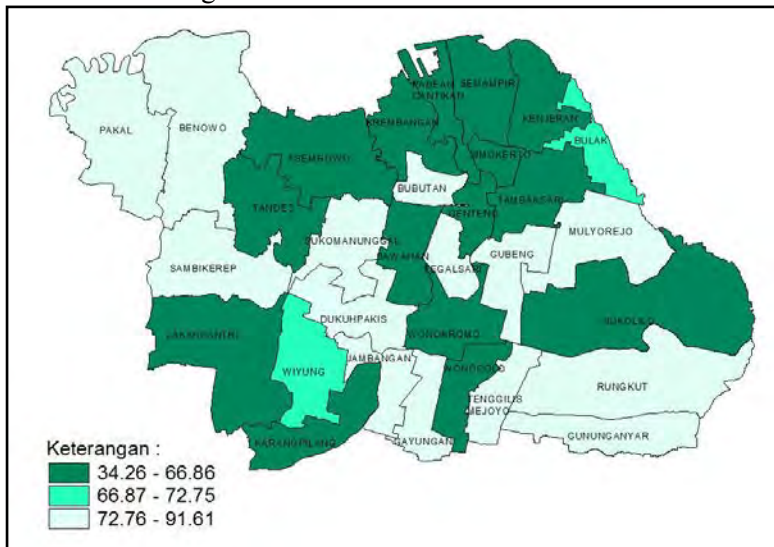 PABEAN
CANTIKAN
SEMAMPIR
KREMBANGAN
KENJERAN
PAKAL
BENOWO
ASEMROWO
SIMOKERTO
BULAK
BUBUTAN
TANDES
GENTENG
TAMBAKSARI
SUKOMANUNGGAL
SAWAHAN
TEGALSARI
GUBENG
MULYOREJO
SAMBIKEREP
DUKUHPAKIS
WONOKROMO
SUKOLILO
LAKARSANTRI
WIYUNG
JAMBANGAN
WONOCOLO
TENGGILIS
MEJOYO
RUNGKUT
KARANGPILANG
GAYUNGAN
GUNUNGANYAR
Keterangan :
34.26 - 66.86
66.87 - 72.75
72.76 - 91.61